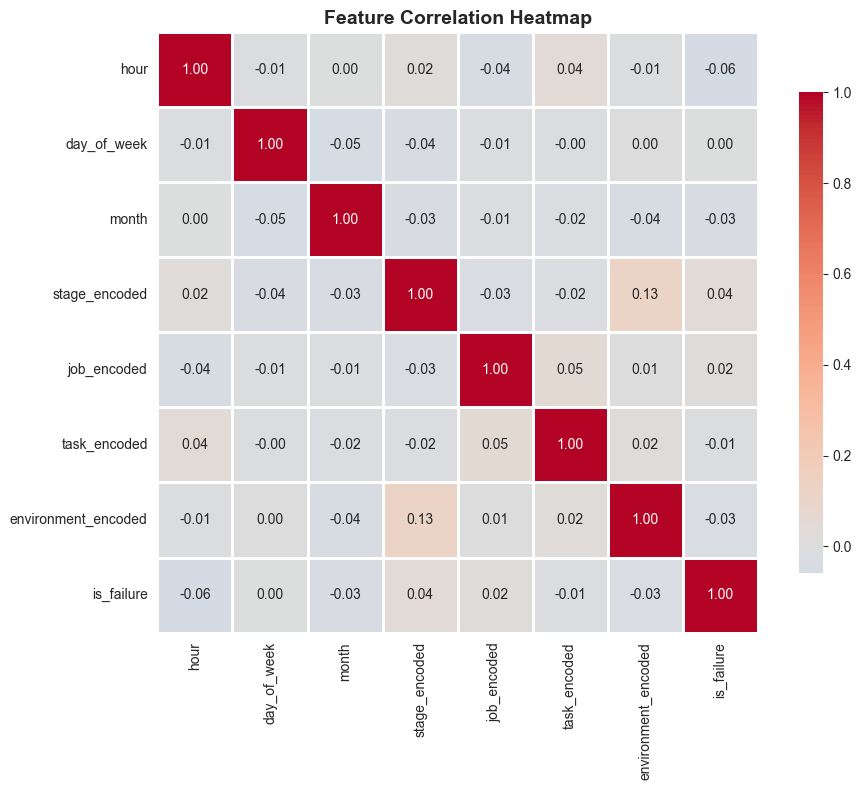 Feature Correlation Heatmap
hour 1.00 -0.01 0.00 0.02 -0.04 0.04 -0.01 -0.06
day_of_week -0.01 1.00 -0.05 -0.04 -0.01 -0.00 0.00 0.00
month 0.00 -0.05 1.00 -0.03 -0.01 -0.02 -0.04 -0.03
stage_encoded 0.02 -0.04 -0.03 1.00 -0.03 -0.02 0.13 0.04
job_encoded -0.04 -0.01 -0.01 -0.03 1.00 0.05 0.01 0.02
task_encoded 0.04 -0.00 -0.02 -0.02 0.05 1.00 0.02 -0.01
environment_encoded -0.01 0.00 -0.04 0.13 0.01 0.02 1.00 -0.03
is_failure -0.06 0.00 -0.03 0.04 0.02 -0.01 -0.03 1.00
hour
day_of_week
month
stage_encoded
job_encoded
task_encoded
environment_encoded
is_failure
1.0
0.8
0.6
0.4
0.2
0.0